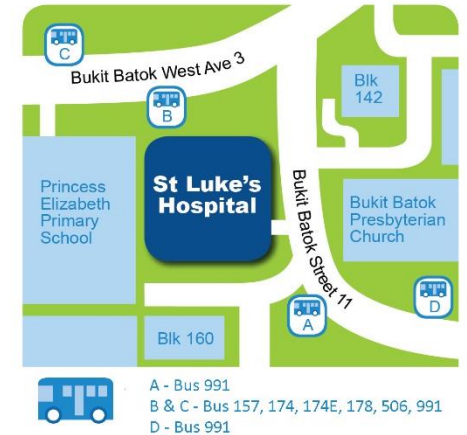 C
Bukit Batok West Ave 3
B
Blk
142
Princess
Elizabeth
Primary
School
St Luke's
Hospital
Bukit Batok Street 11
Bukit Batok
Presbyterian
Church
D
A
Blk 160
A - Bus 991
B & C - Bus 157, 174, 174E, 178, 506, 991
D - Bus 991